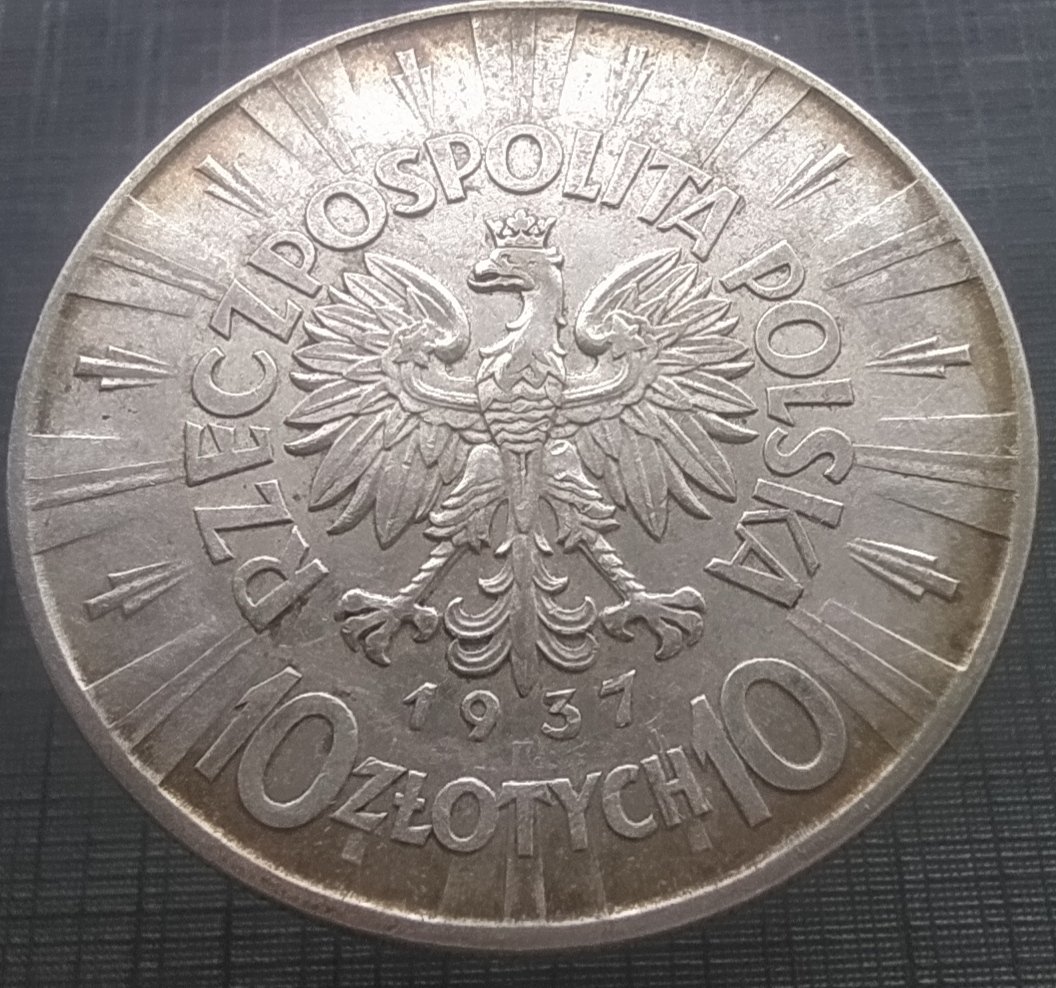 RZECZPOSPOLITA POLSKA
1937
10 ZŁOTYCH 10